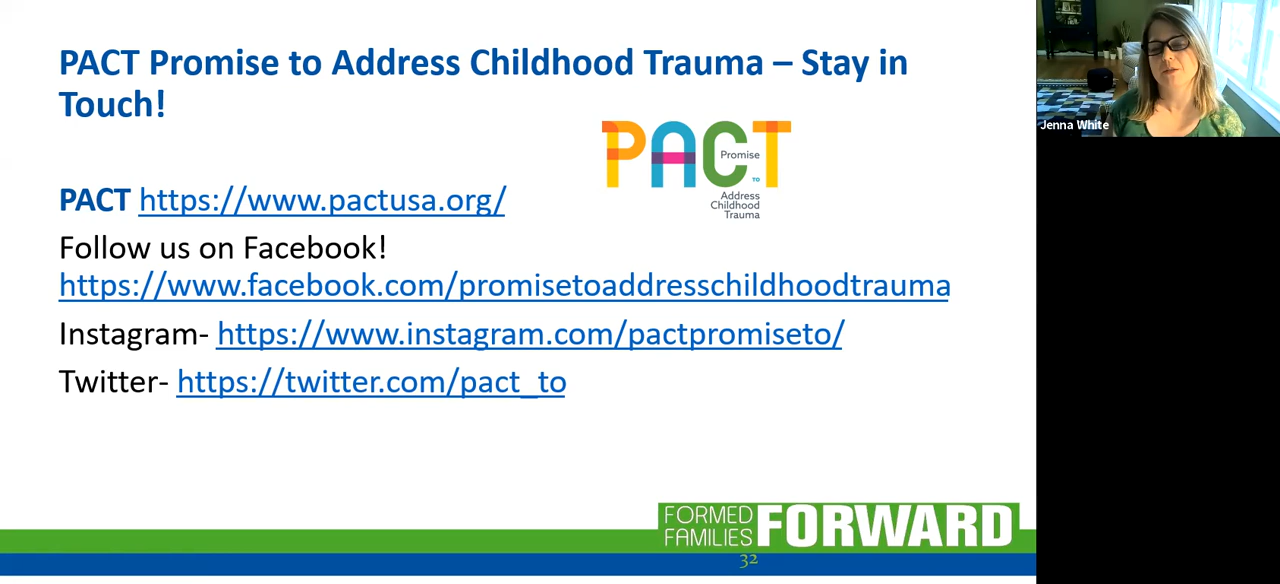 PACT Promise to Address Childhood Trauma – Stay in
Touch!
PACT
Promise
TO
Address
Childhood
Trauma
PACT https://www.pactusa.org/
Follow us on Facebook!
https://www.facebook.com/promisetoaddresschildhoodtrauma
Instagram- https://www.instagram.com/pactpromiseto/
Twitter- https://twitter.com/pact_to
FORMED
FAMILIES
FORWARD
32
Jenna White